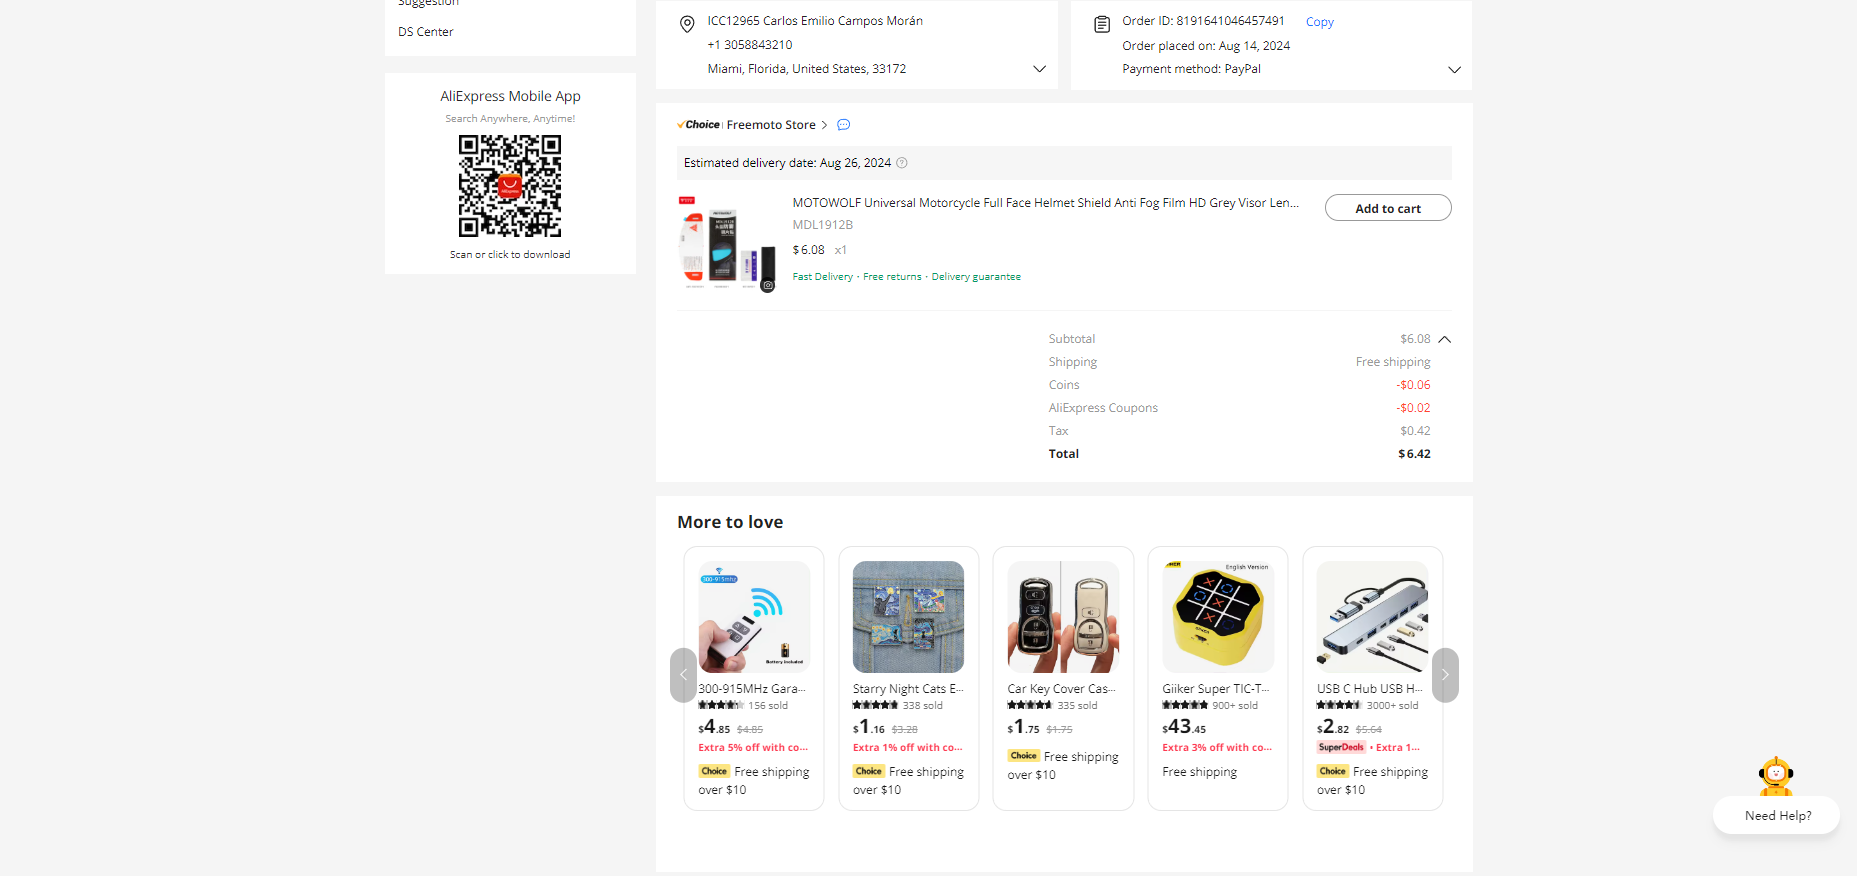 Suggestion
DS Center
AliExpress Mobile App
Search Anywhere, Anytime!
AliExpress
Scan or click to download
ICC12965 Carlos Emilio Campos Morán
+1 3058843210
Miami, Florida, United States, 33172
Order ID: 8191641046457491 Copy
Order placed on: Aug 14, 2024
Payment method: PayPal
Choice Freemoto Store
Estimated delivery date: Aug 26, 2024
MOTOWOLF Universal Motorcycle Full Face Helmet Shield Anti Fog Film HD Grey Visor Len...
Add to cart
MDL1912B
$6.08 x1
Fast Delivery · Free returns · Delivery guarantee
Subtotal $6.08
Shipping Free shipping
Coins -$0.06
AliExpress Coupons -$0.02
Tax $0.42
Total $6.42
More to love
300-915mhz
Battery included
300-915MHz Gara...
156 sold
$4.85 $4.85
Extra 5% off with co...
Choice Free shipping
over $10
Starry Night Cats E...
338 sold
$1.16 $3.28
Extra 1% off with co...
Choice Free shipping
over $10
Car Key Cover Cas...
335 sold
$1.75 $1.75
Choice Free shipping
over $10
English Version
Giiker Super TIC-T...
900+ sold
$43.45
Extra 3% off with co...
Free shipping
USB C Hub USB H...
3000+ sold
$2.82 $5.64
SuperDeals • Extra 1...
Choice Free shipping
over $10
Need Help?